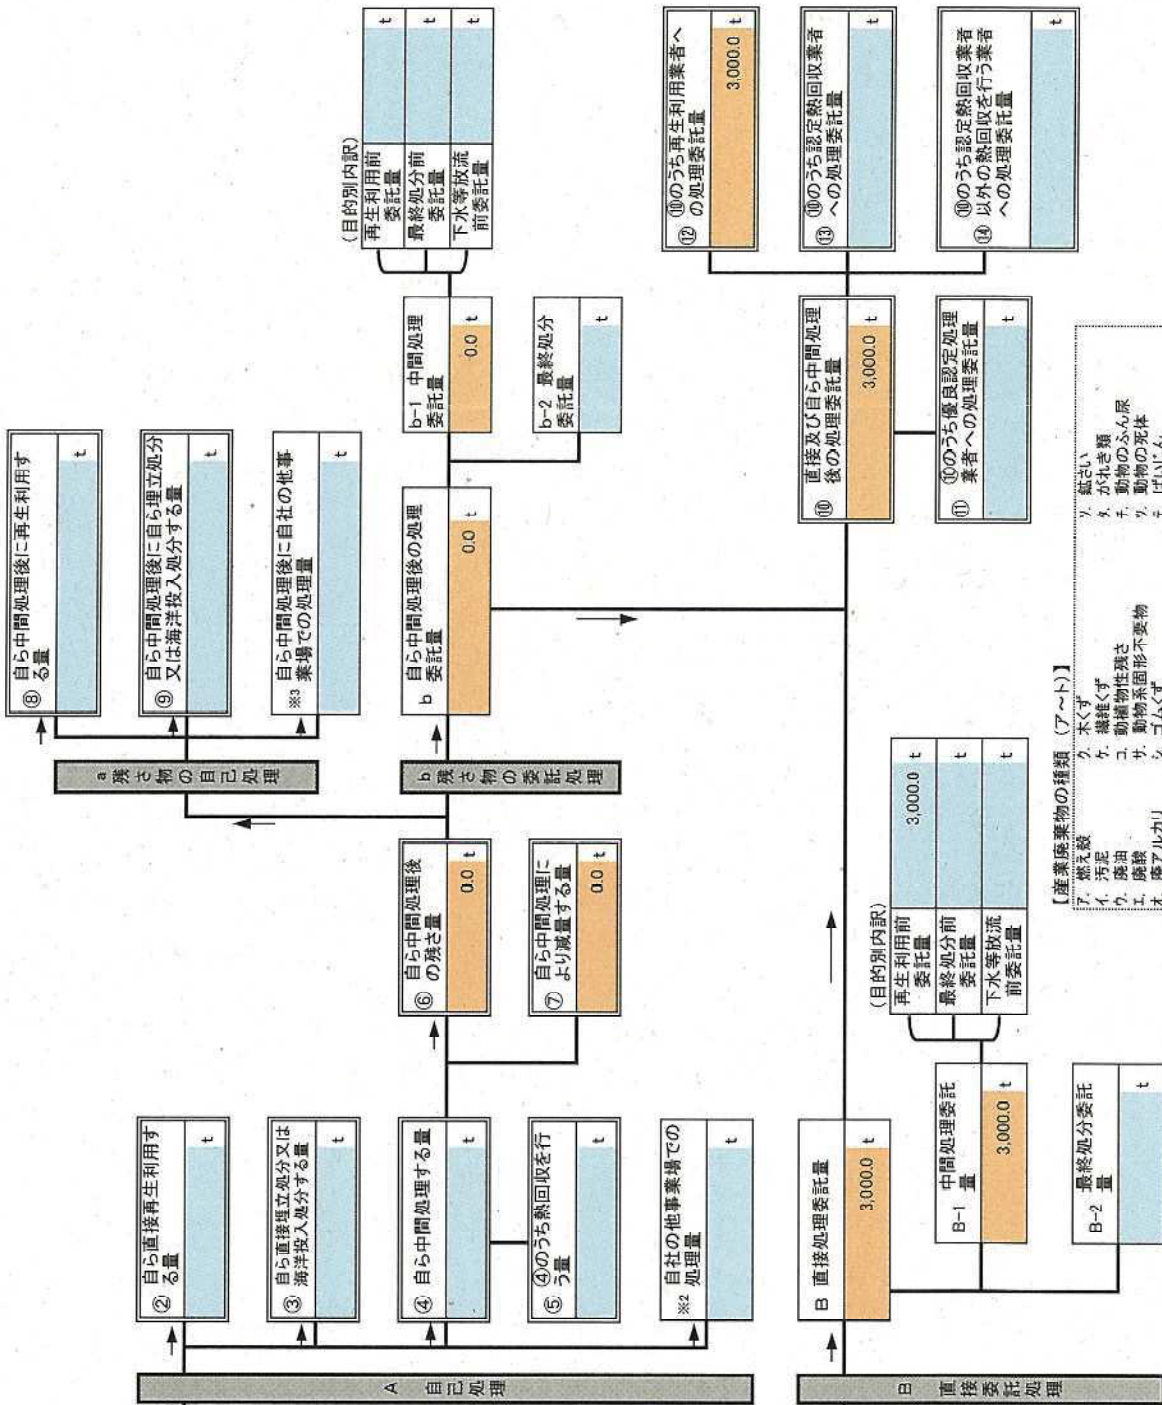 A 自己処理
② 自ら直接再生利用す
る量
t
③ 自ら直接埋立処分又は
海洋投入処分する量
t
④ 自ら中間処理する量
t
⑤ ④のうち熱回収を行
う量
t
※2 自社の他事業場での
処理量
t
⑥ 自ら中間処理後
の残さ量
0.0 t
⑦ 自ら中間処理に
より減量する量
0.0 t
a 残さ物の自己処理
⑧ 自ら中間処理後に再生利用す
る量
t
⑨ 自ら中間処理後に自ら埋立処分
又は海洋投入処分する量
t
※3 自ら中間処理後に自社の他事
業場での処理量
t
b 残さ物の委託処理
b 自ら中間処理後の処理
委託量
0.0 t
b-1 中間処理
委託量
0.0 t
b-2 最終処分
委託量
t
(目的別内訳)
再生利用前
委託量
t
最終処分前
委託量
t
下水等放流
前委託量
t
B 直接委託処理
B 直接処理委託量
3,000.0 t
B-1 中間処理委託
量
3,000.0 t
B-2 最終処分委託
量
t
(目的別内訳)
再生利用前
委託量
3,000.0 t
最終処分前
委託量
t
下水等放流
前委託量
t
⑩ 直接及び自ら中間処理
後の処理委託量
3,000.0 t
⑪ ⑩のうち優良認定処理
業者への処理委託量
t
⑫ ⑩のうち再生利用業者へ
の処理委託量
3,000.0 t
⑬ ⑩のうち認定熱回収業者
への処理委託量
t
⑭ ⑩のうち認定熱回収業者
以外の熱回収を行う業者
への処理委託量
t
【産業廃棄物の種類(ア~ト)】
ア. 燃え殻
イ. 汚泥
ウ. 廃油
エ. 廃酸
オ. 廃アルカリ
ク. 木くず
ケ. 繊維くず
コ. 動植物性残さ
サ. 動物系固形不要物
シ. ゴムくず
ソ. 鉱さい
タ. がれき類
チ. 動物のふん尿
ツ. 動物の死体
テ. ばいじん